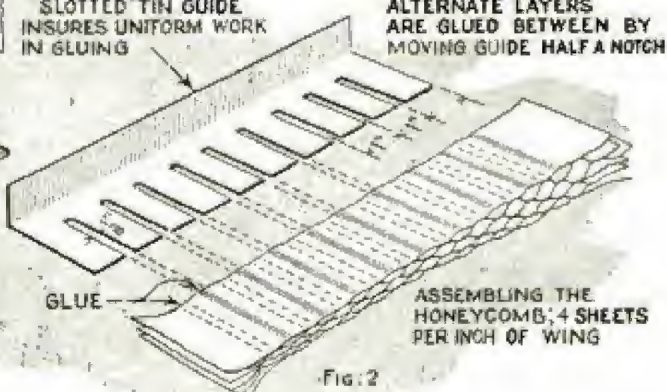 SLOTTED TIN GUIDE
INSURES UNIFORM WORK
IN GLUING
ALTERNATE LAYERS
ARE GLUED BETWEEN BY
MOVING GUIDE HALF A NOTCH
GLUE
ASSEMBLING THE
HONEYCOMB, 4 SHEETS
PER INCH OF WING
Fig. 2